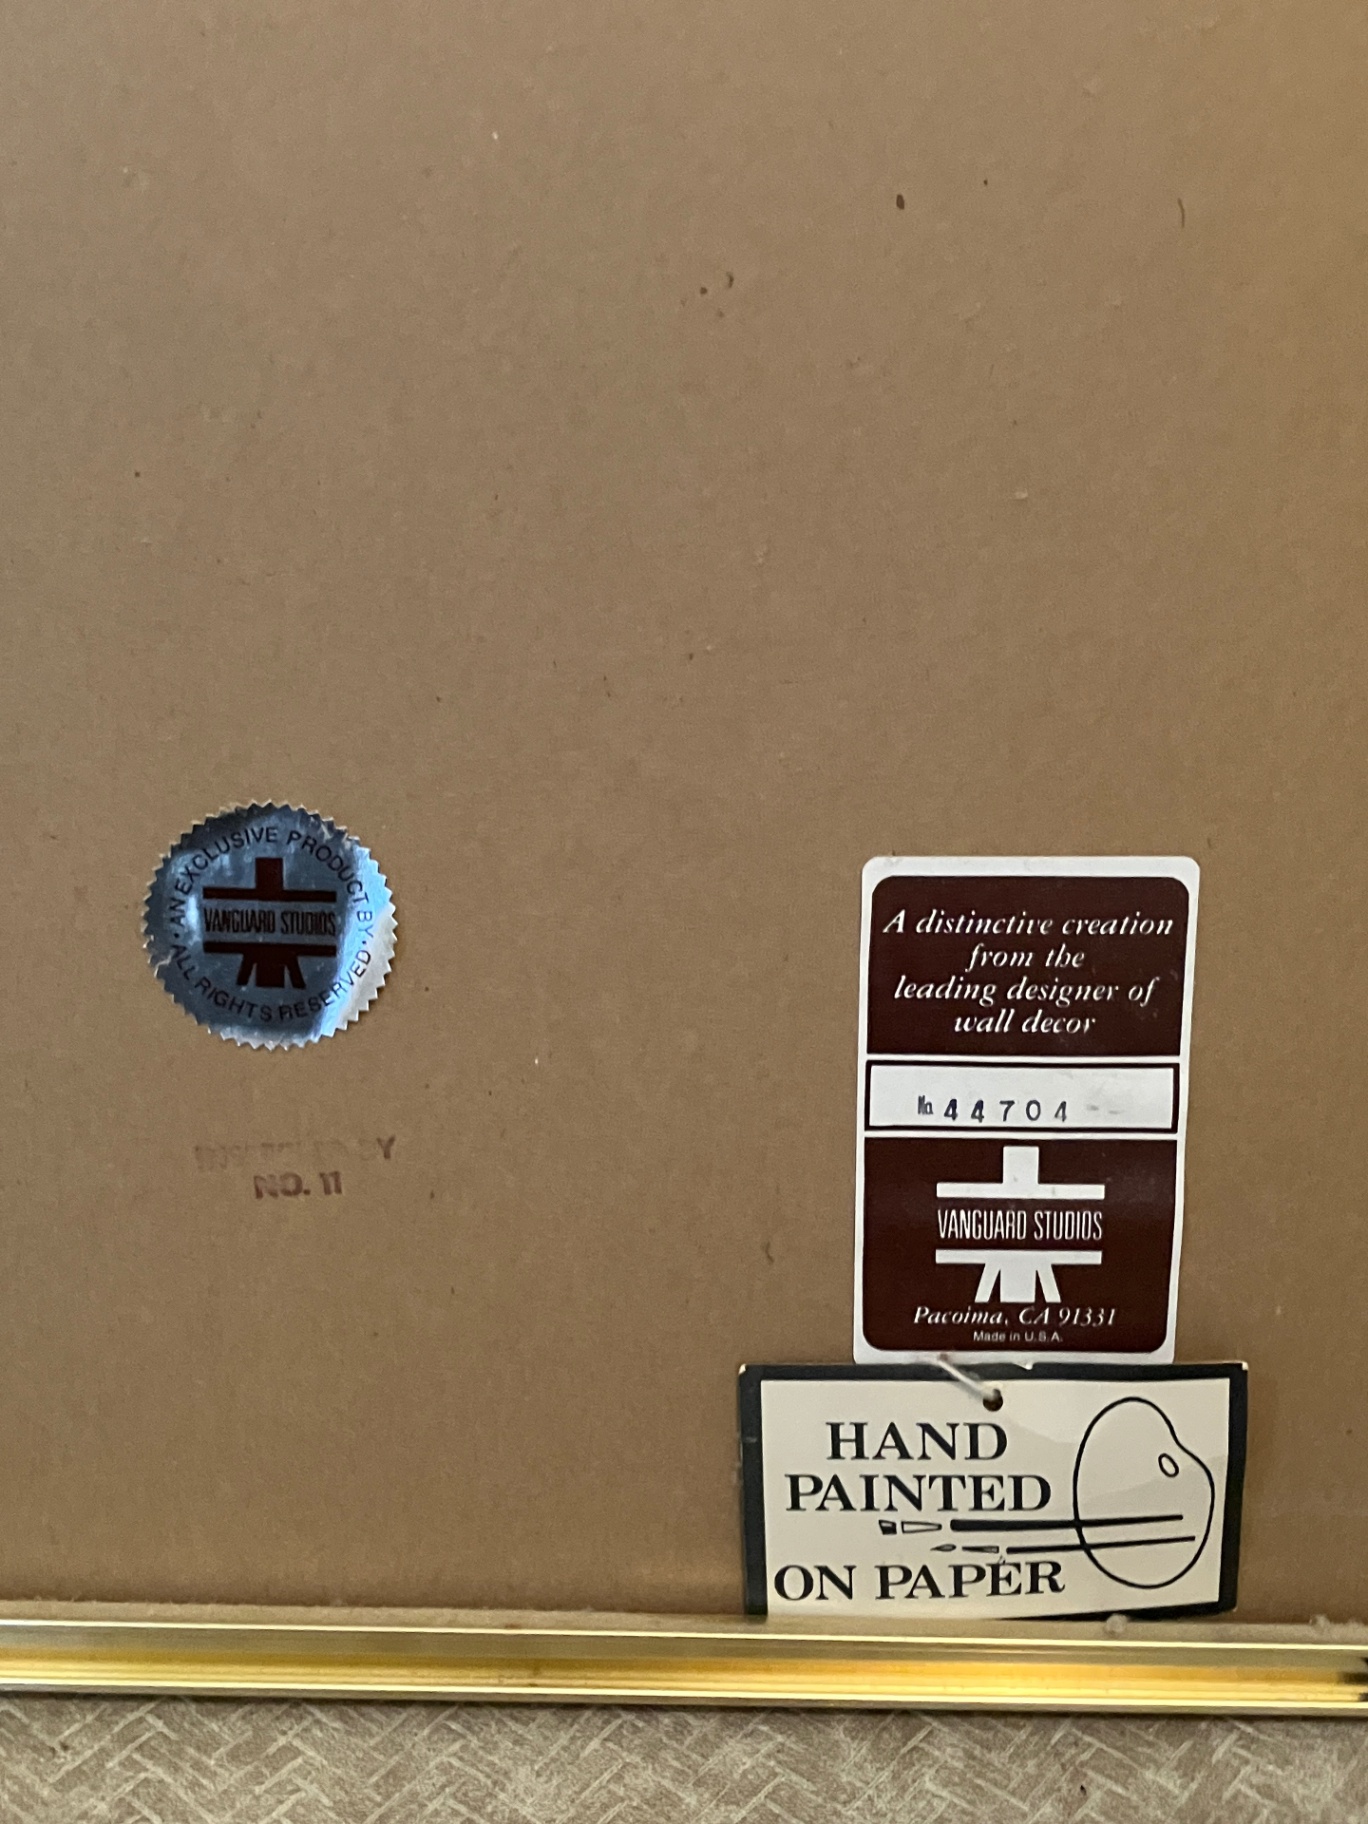 · AN EXCLUSIVE PRODUCT BY ·
VANGUARD STUDIOS
ALL RIGHTS RESERVED
BY
NO. 11
A distinctive creation
from the
leading designer of
wall decor
No. 44704
VANGUARD STUDIOS
Pacoima, CA 91331
Made in U.S.A.
HAND
PAINTED
ON PAPER